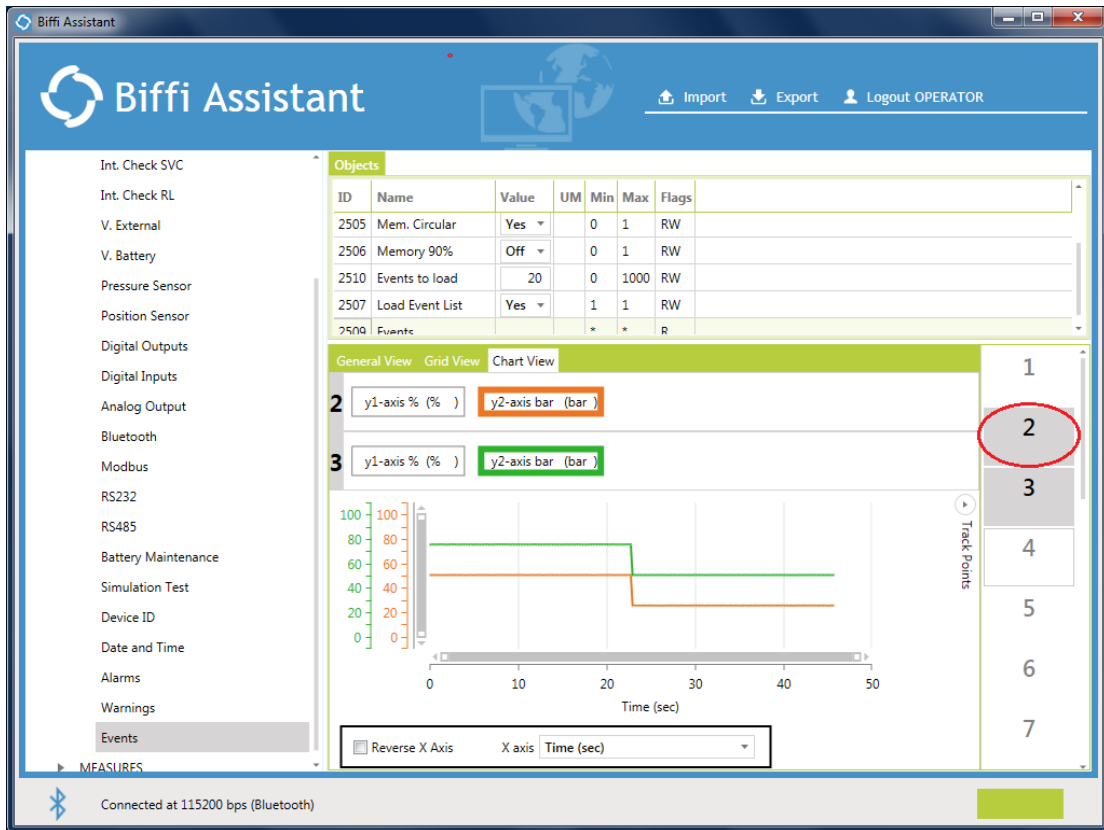 Biffi Assistant
Biffi Assistant
Import Export Logout OPERATOR
Int. Check SVC
Int. Check RL
V. External
V. Battery
Pressure Sensor
Position Sensor
Digital Outputs
Digital Inputs
Analog Output
Bluetooth
Modbus
RS232
RS485
Battery Maintenance
Simulation Test
Device ID
Date and Time
Alarms
Warnings
Events
MEASURES
Objects
ID Name Value UM Min Max Flags
2505 Mem. Circular Yes 0 1 RW
2506 Memory 90% Off 0 1 RW
2510 Events to load 20 0 1000 RW
2507 Load Event List Yes 1 1 RW
2509 Events * * R
General View Grid View Chart View
2 y1-axis % (% ) y2-axis bar (bar )
3 y1-axis % (% ) y2-axis bar (bar )
100 100
80 80
60 60
40 40
20 20
0 0
0 10 20 30 40 50
Time (sec)
Track Points
Reverse X Axis X axis Time (sec)
1
2
3
4
5
6
7
Connected at 115200 bps (Bluetooth)